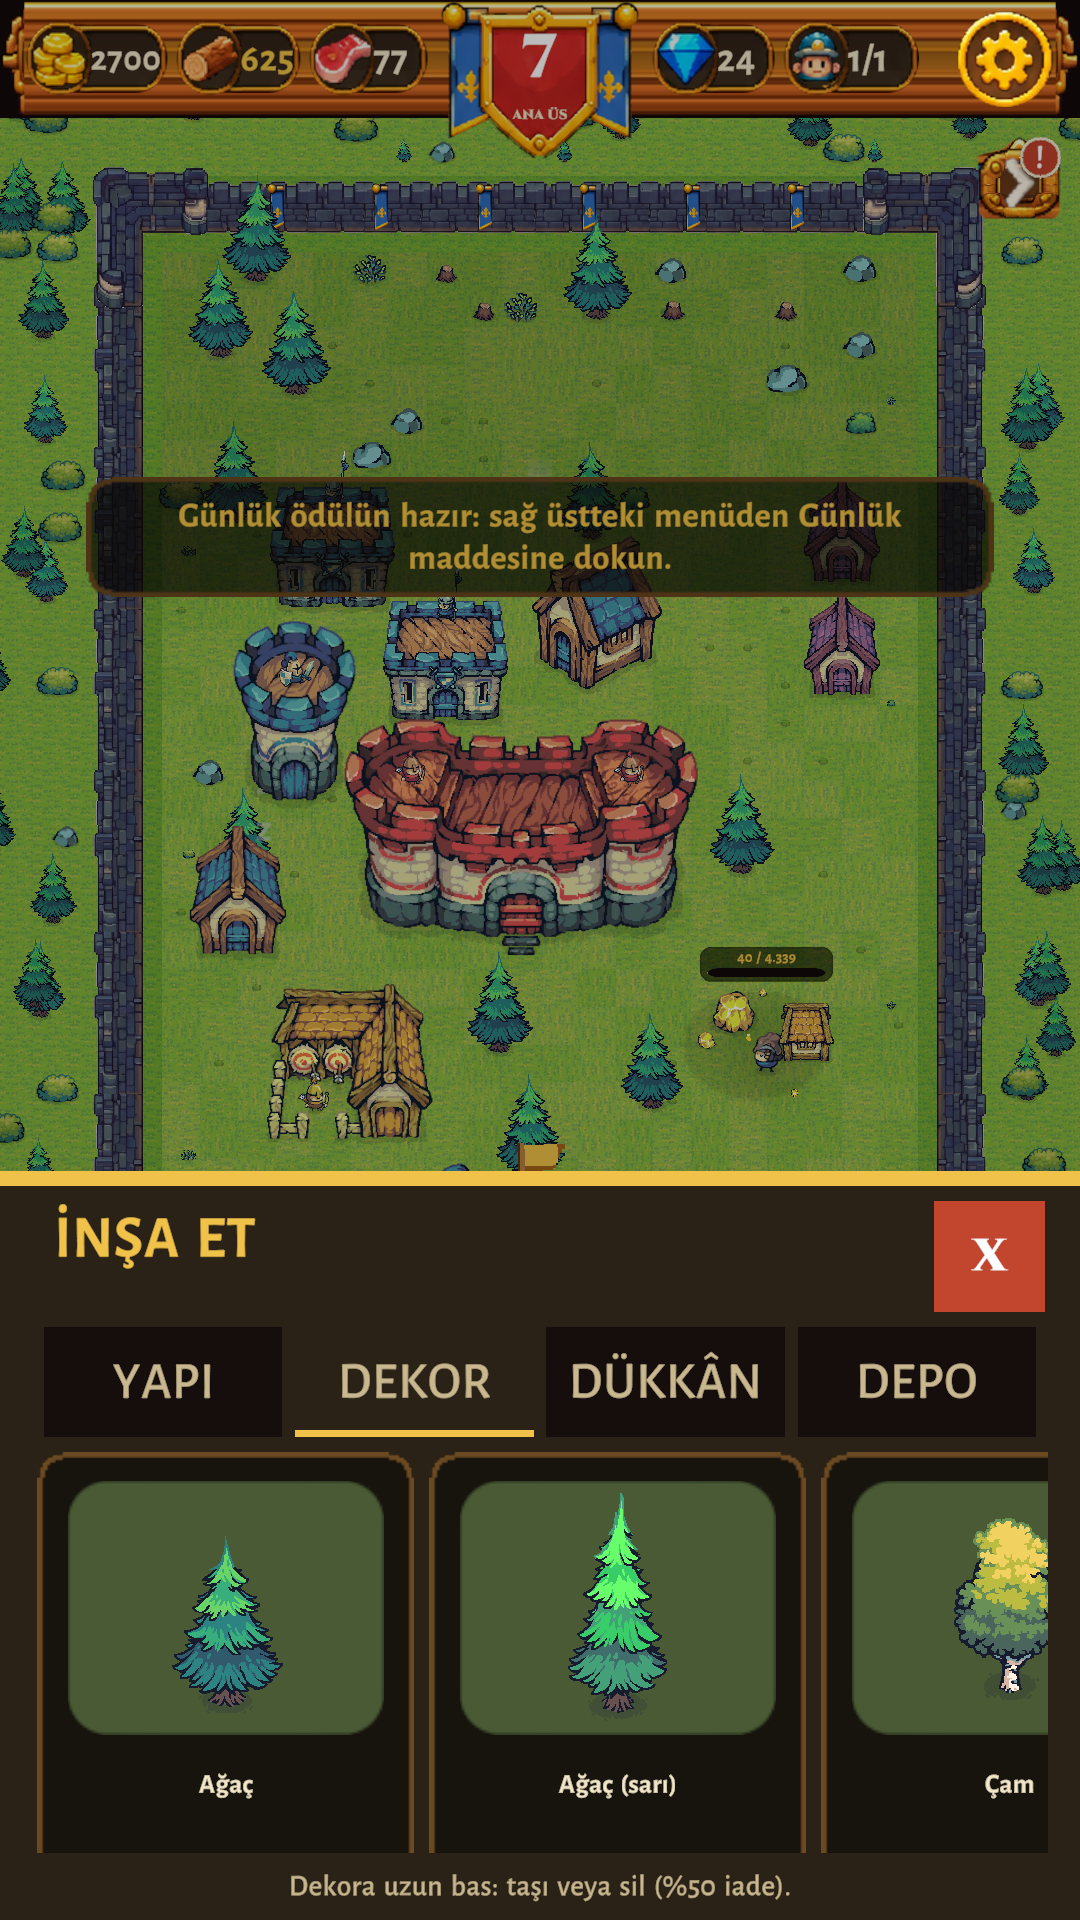 2700
625
77
7
ANA ÜS
24
1/1
!
Günlük ödülün hazır: sağ üstteki menüden Günlük
maddesine dokun.
40 / 4.339
İNŞA ET
X
YAPI
DEKOR
DÜKKÂN
DEPO
Ağaç
Ağaç (sarı)
Çam
Dekora uzun bas: taşı veya sil (%50 iade).